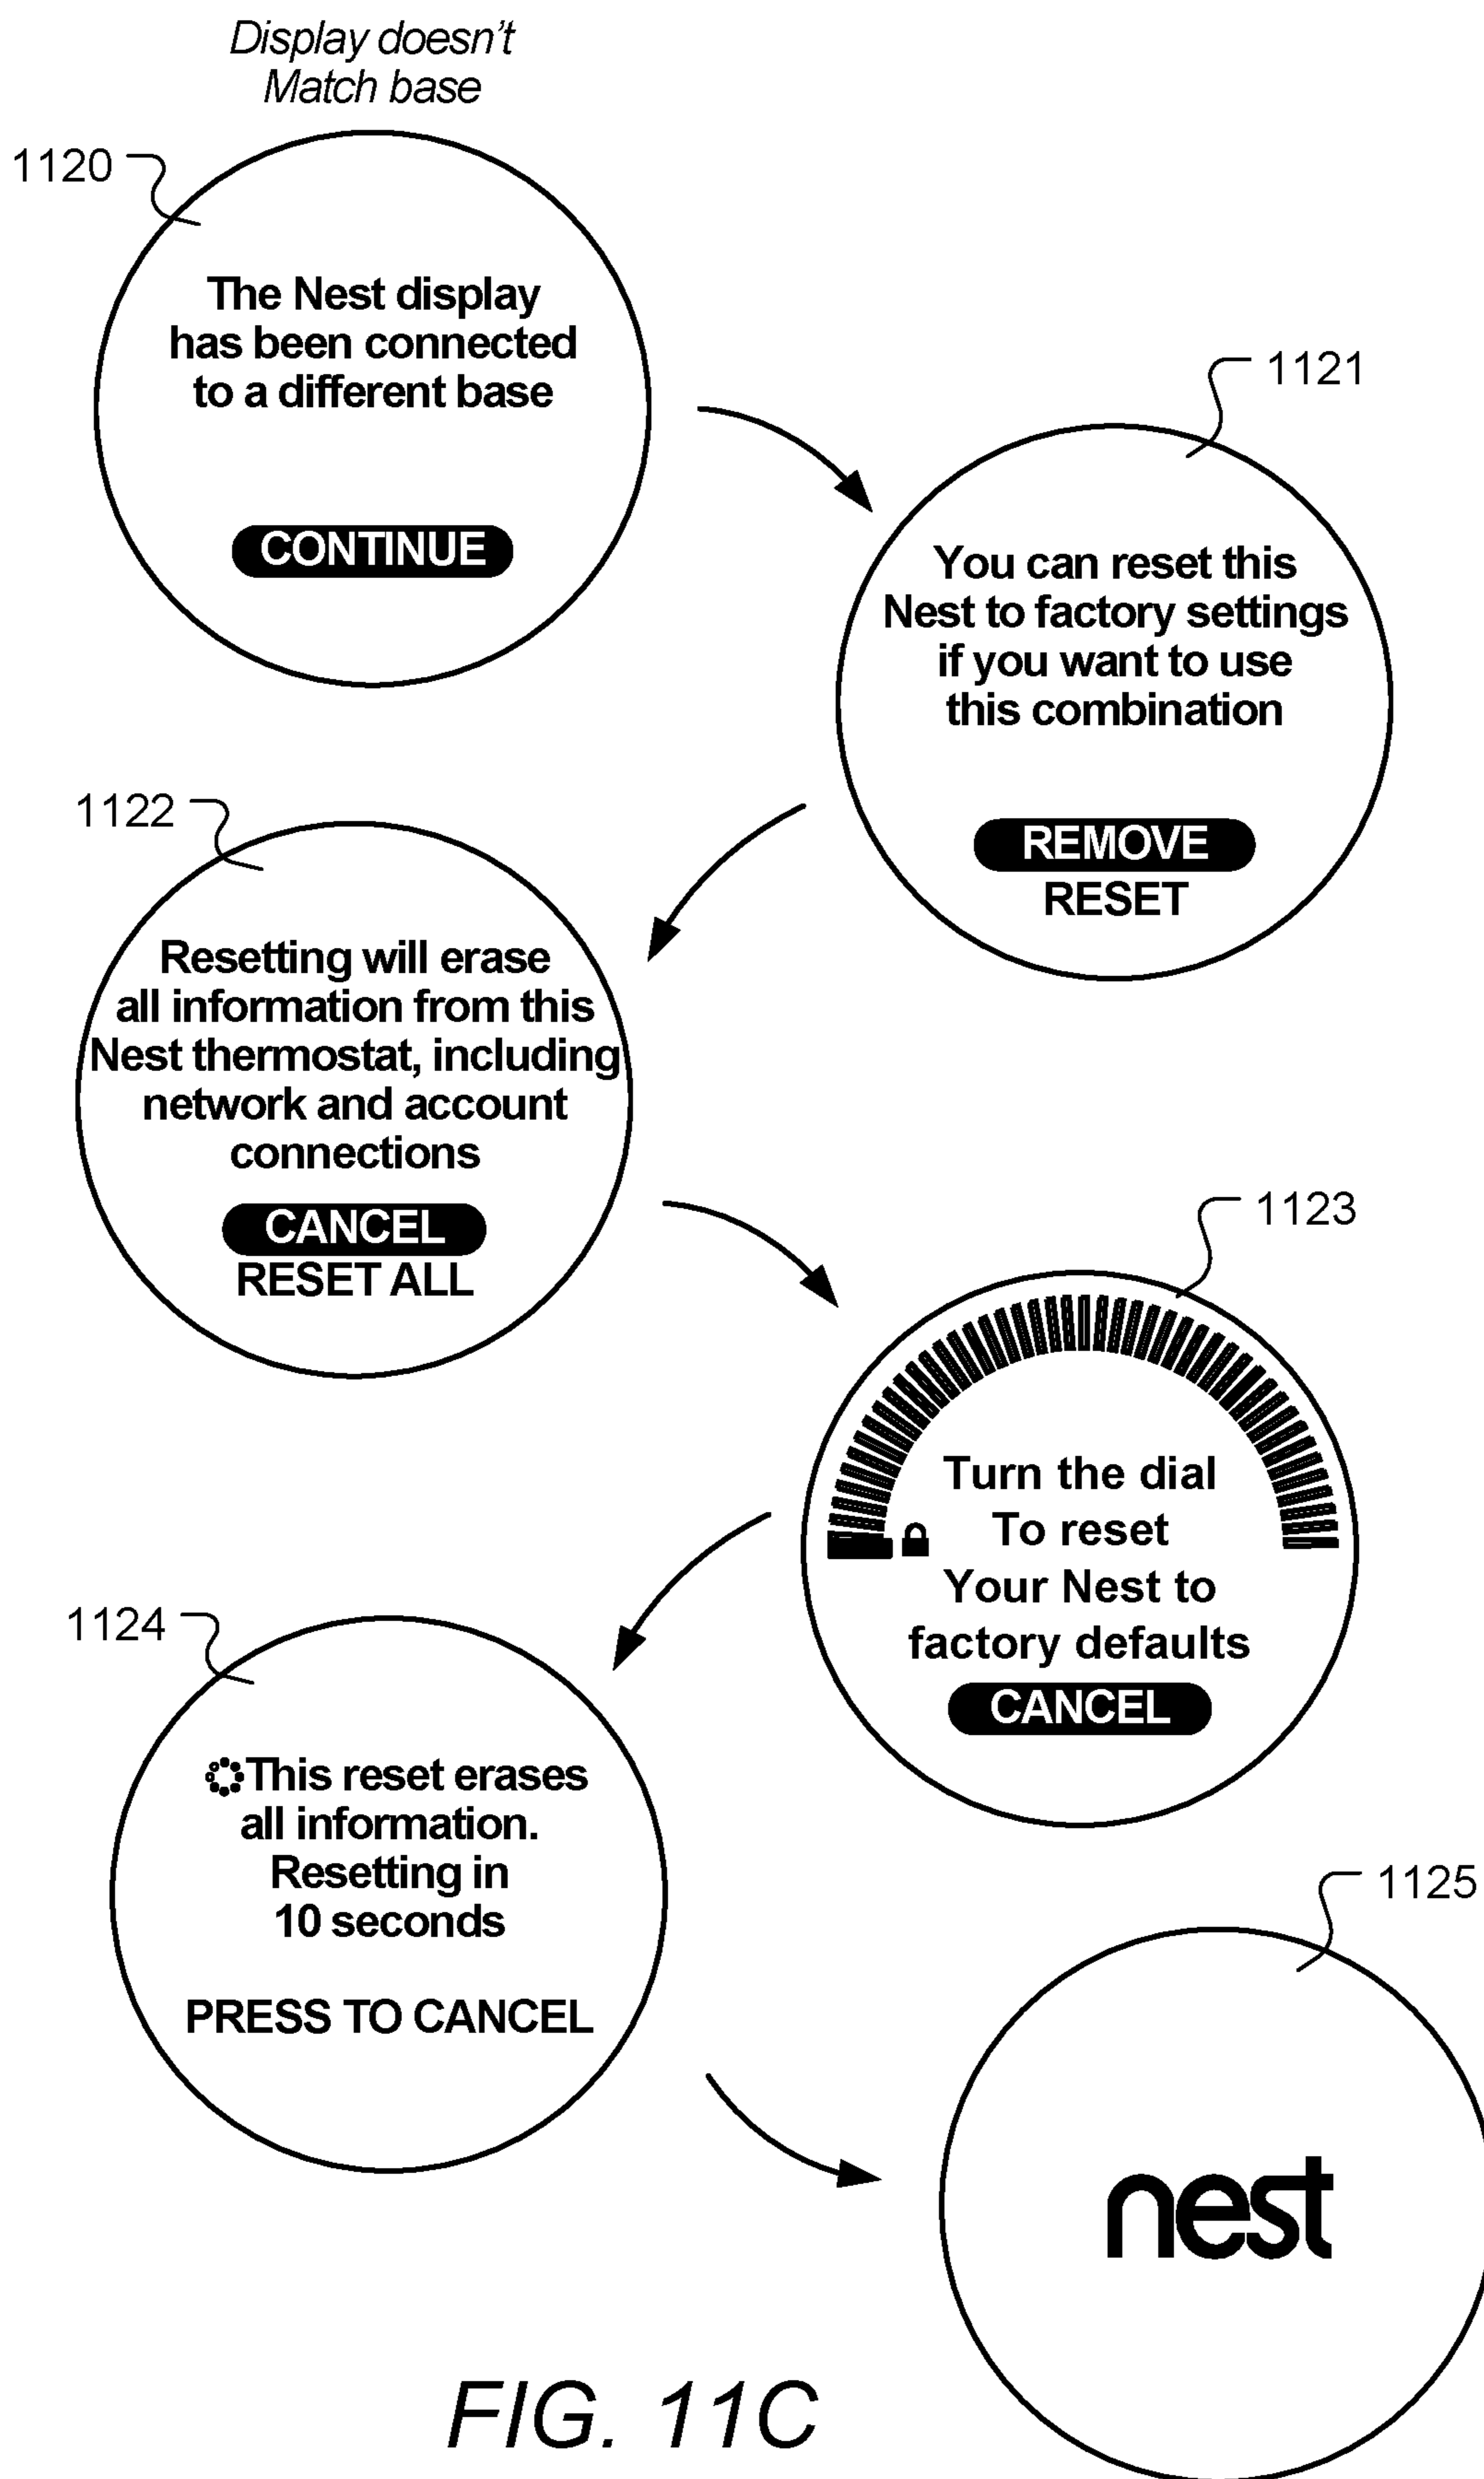 Display doesn't
Match base
1120
The Nest display
has been connected
to a different base
CONTINUE
1121
You can reset this
Nest to factory settings
if you want to use
this combination
REMOVE
RESET
1122
Resetting will erase
all information from this
Nest thermostat, including
network and account
connections
CANCEL
RESET ALL
1123
Turn the dial
To reset
Your Nest to
factory defaults
CANCEL
1124
This reset erases
all information.
Resetting in
10 seconds
PRESS TO CANCEL
1125
nest
FIG. 11C